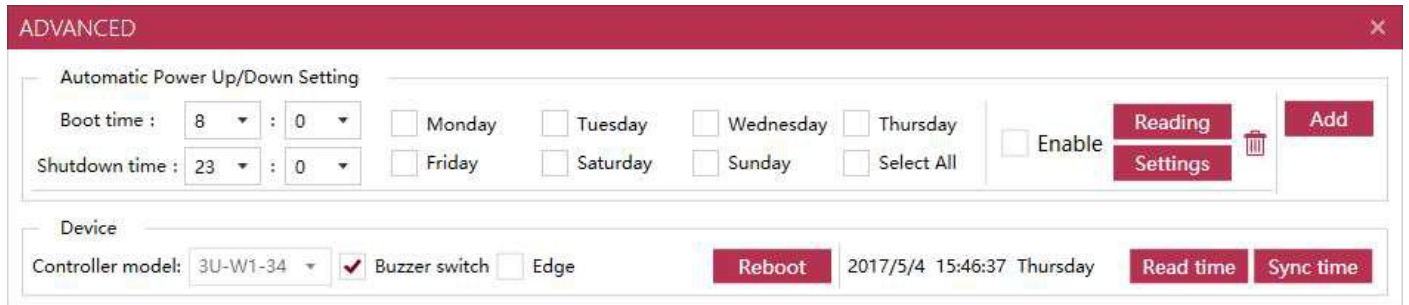 ADVANCED
Automatic Power Up/Down Setting
Boot time : 8 : 0 Monday Tuesday Wednesday Thursday Enable Reading Add
Shutdown time : 23 : 0 Friday Saturday Sunday Select All Settings
Device
Controller model: 3U-W1-34 Buzzer switch Edge Reboot 2017/5/4 15:46:37 Thursday Read time Sync time